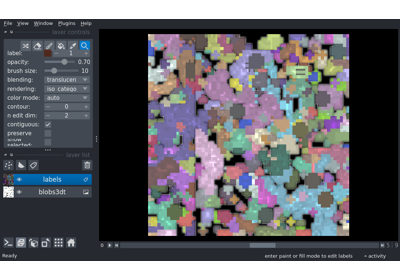 File View Window Plugins Help
layer controls
label: 1
opacity: 0.70
brush size: 10
blending: translucen
rendering: iso_catego
color mode: auto
contour: 0
n edit dim: 2
contiguous:
preserve
selected:
layer list
labels
blobs3dt
Ready
enter paint or fill mode to edit labels
activity